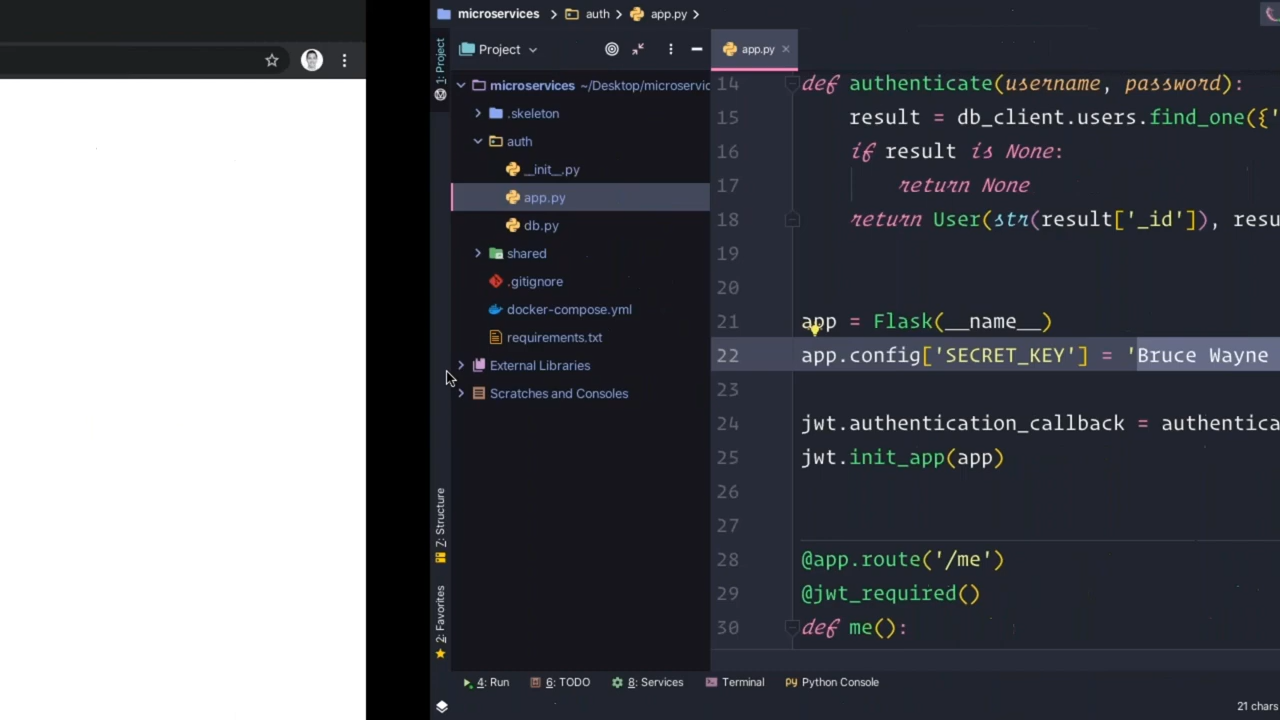 microservices auth app.py
1: Project
Project
app.py
microservices ~/Desktop/microservic
.skeleton
auth
__init__.py
app.py
db.py
shared
.gitignore
docker-compose.yml
requirements.txt
External Libraries
Scratches and Consoles
7: Structure
2: Favorites
14 def authenticate(username, password):
15 result = db_client.users.find_one({'
16 if result is None:
17 return None
18 return User(str(result['_id']), resu
19
20
21 app = Flask(__name__)
22 app.config['SECRET_KEY'] = 'Bruce Wayne
23
24 jwt.authentication_callback = authentica
25 jwt.init_app(app)
26
27
28 @app.route('/me')
29 @jwt_required()
30 def me():
4: Run 6: TODO 8: Services Terminal Python Console
21 chars